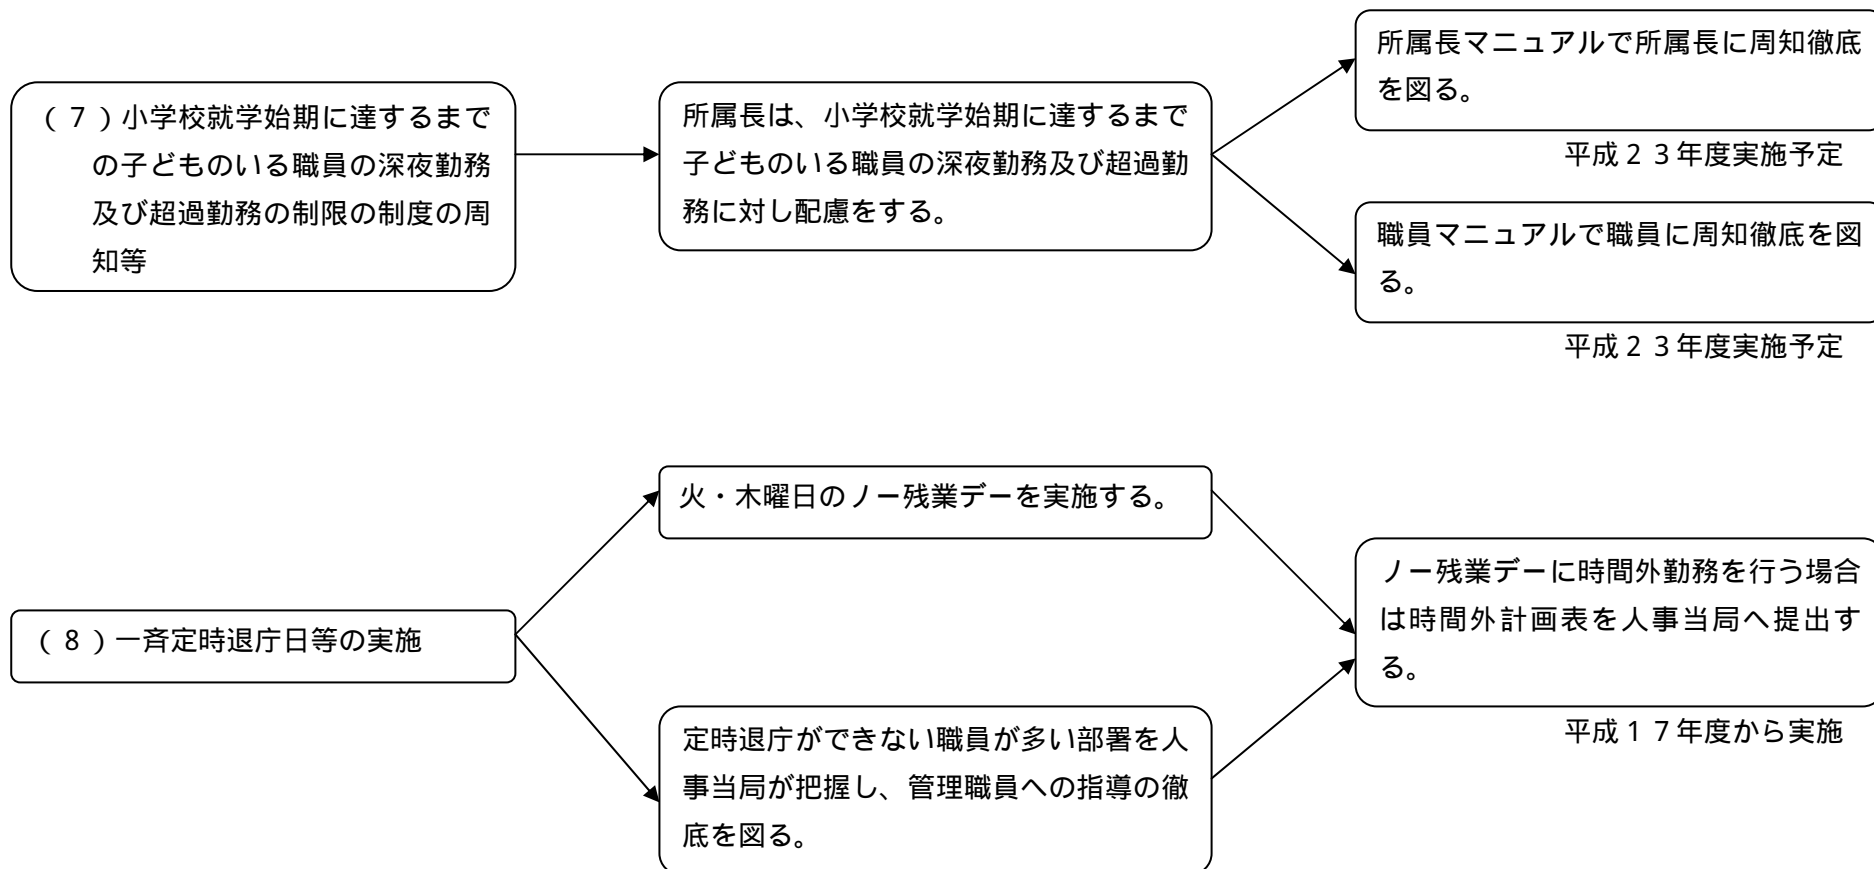 （７）小学校就学始期に達するまで
の子どものいる職員の深夜勤務
及び超過勤務の制限の制度の周
知等
所属長は、小学校就学始期に達するまで
子どものいる職員の深夜勤務及び超過勤
務に対し配慮をする。
所属長マニュアルで所属長に周知徹底
を図る。
平成２３年度実施予定
職員マニュアルで職員に周知徹底を図
る。
平成２３年度実施予定
（８）一斉定時退庁日等の実施
火・木曜日のノー残業デーを実施する。
定時退庁ができない職員が多い部署を人
事当局が把握し、管理職員への指導の徹
底を図る。
ノー残業デーに時間外勤務を行う場合
は時間外計画表を人事当局へ提出す
る。
平成１７年度から実施